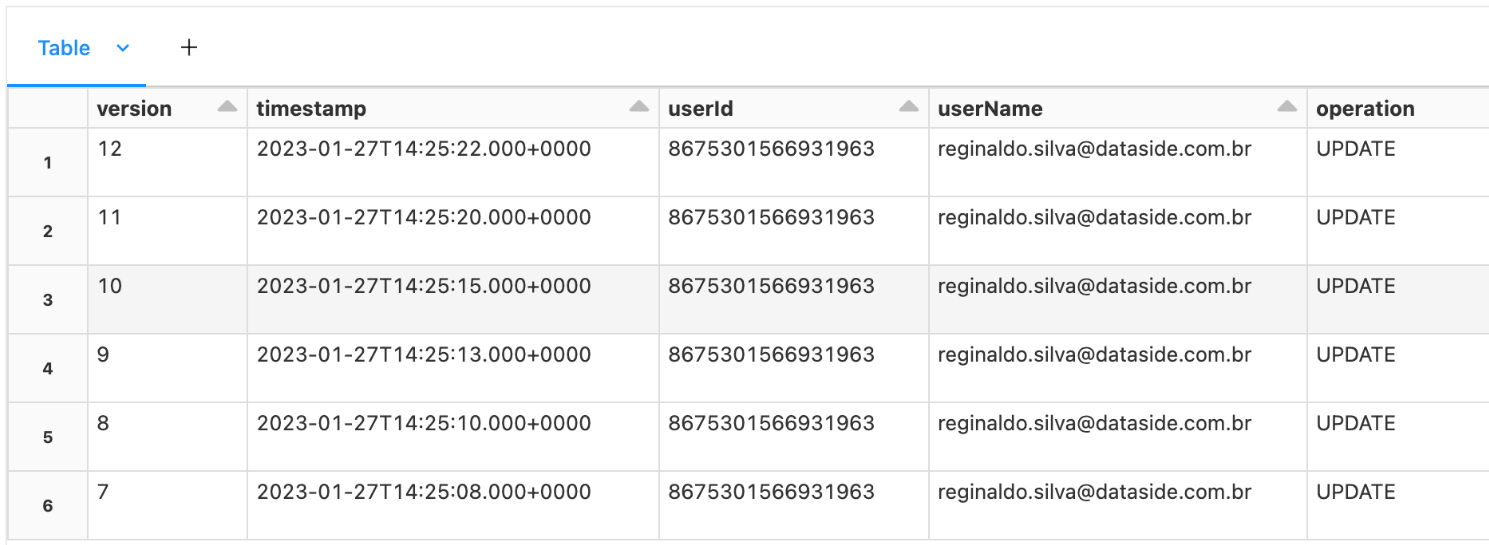 Table +
version timestamp userId userName operation
1 12 2023-01-27T14:25:22.000+0000 8675301566931963 reginaldo.silva@dataside.com.br UPDATE
2 11 2023-01-27T14:25:20.000+0000 8675301566931963 reginaldo.silva@dataside.com.br UPDATE
3 10 2023-01-27T14:25:15.000+0000 8675301566931963 reginaldo.silva@dataside.com.br UPDATE
4 9 2023-01-27T14:25:13.000+0000 8675301566931963 reginaldo.silva@dataside.com.br UPDATE
5 8 2023-01-27T14:25:10.000+0000 8675301566931963 reginaldo.silva@dataside.com.br UPDATE
6 7 2023-01-27T14:25:08.000+0000 8675301566931963 reginaldo.silva@dataside.com.br UPDATE